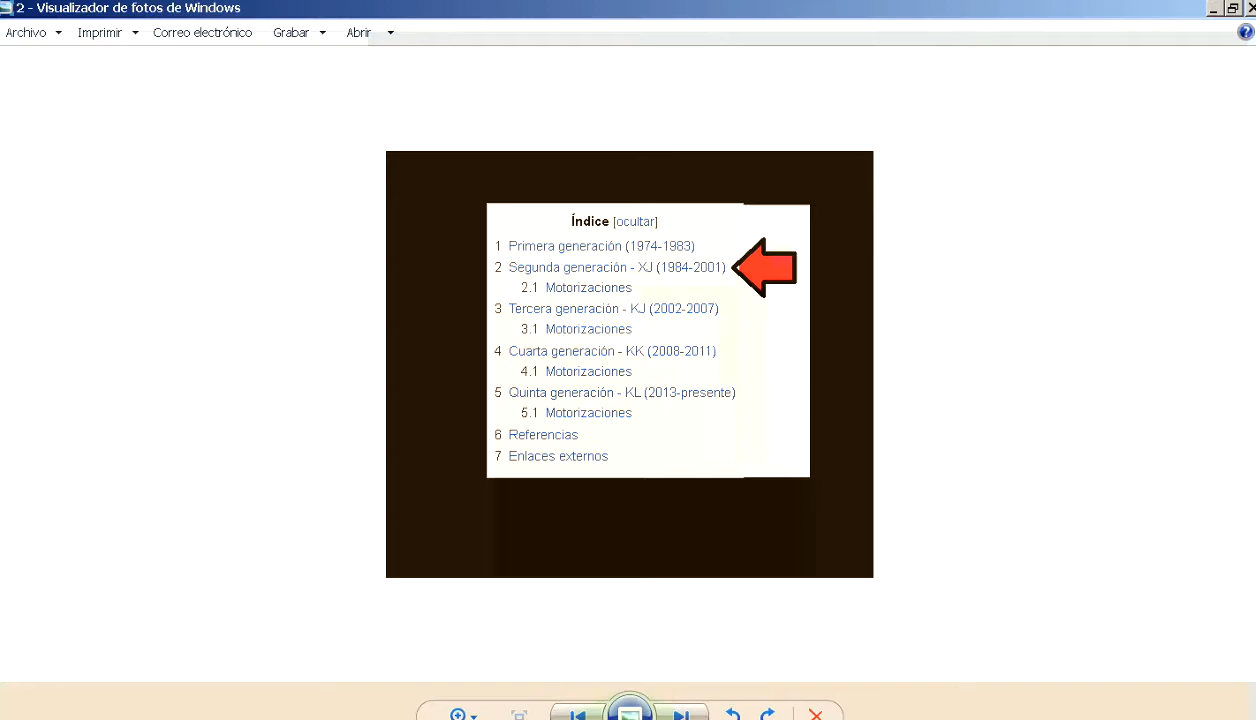 2 - Visualizador de fotos de Windows
Archivo Imprimir Correo electrónico Grabar Abrir
Índice [ocultar]
1 Primera generación (1974-1983)
2 Segunda generación - XJ (1984-2001)
2.1 Motorizaciones
3 Tercera generación - KJ (2002-2007)
3.1 Motorizaciones
4 Cuarta generación - KK (2008-2011)
4.1 Motorizaciones
5 Quinta generación - KL (2013-presente)
5.1 Motorizaciones
6 Referencias
7 Enlaces externos